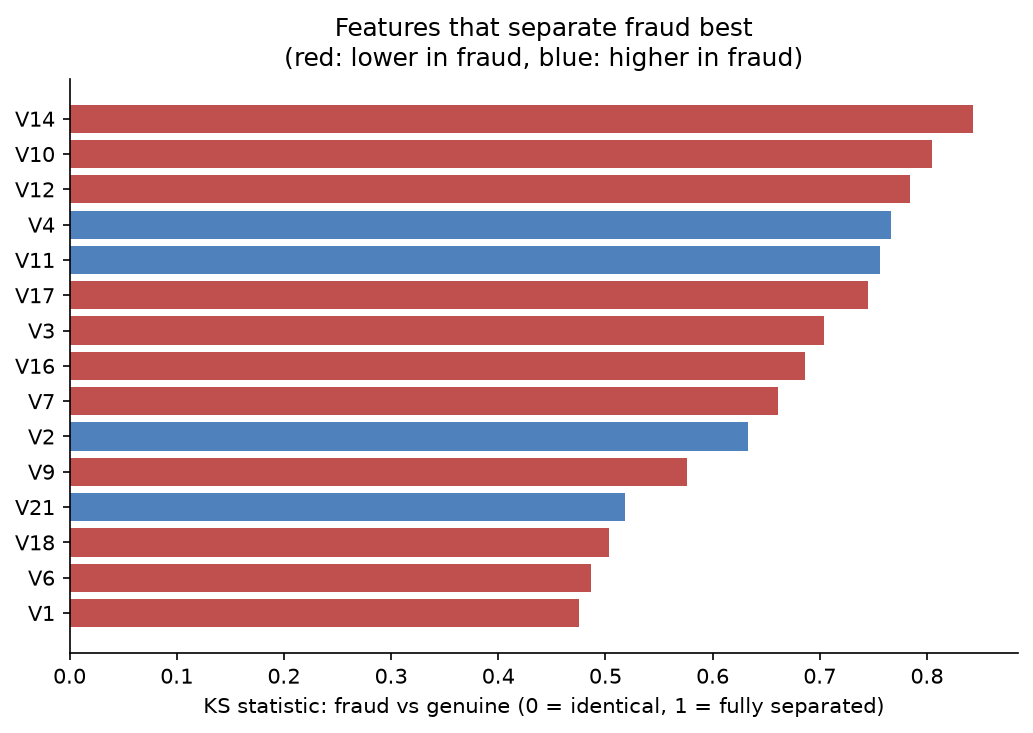 Features that separate fraud best
(red: lower in fraud, blue: higher in fraud)
V14
V10
V12
V4
V11
V17
V3
V16
V7
V2
V9
V21
V18
V6
V1
0.0 0.1 0.2 0.3 0.4 0.5 0.6 0.7 0.8
KS statistic: fraud vs genuine (0 = identical, 1 = fully separated)